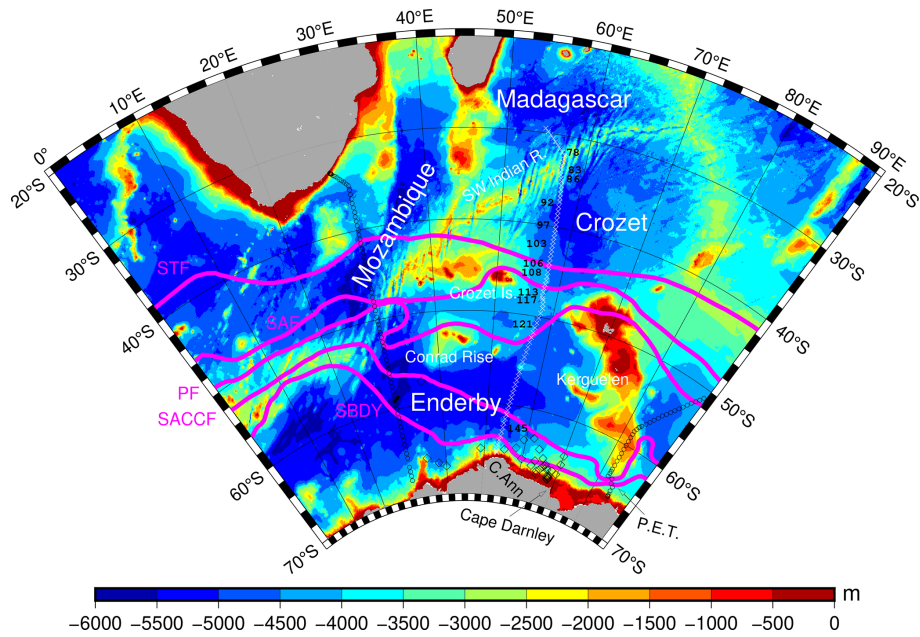 0° 10°E 20°E 30°E 40°E 50°E 60°E 70°E 80°E 90°E
20°S 20°S
30°S 30°S
40°S 40°S
50°S
60°S 60°S
70°S 70°S
Madagascar
SW Indian R.
Mozambique
Crozet
78
83
86
92
97
103
106
108
113
117
121
145
STF
SAF
PF
SACCF
SBDY
Crozet Is.
Conrad Rise
Kerguelen
Enderby
C.Ann
Cape Darnley
P.E.T.
−6000 −5500 −5000 −4500 −4000 −3500 −3000 −2500 −2000 −1500 −1000 −500 0
m